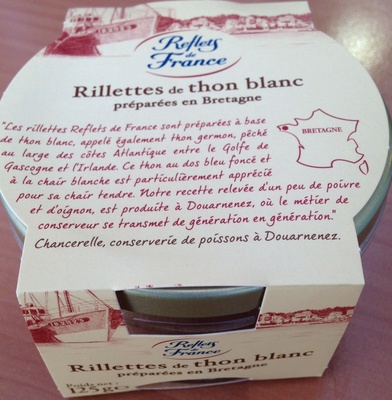 Reflets
de
France
Rillettes de thon blanc
préparées en Bretagne
"Les rillettes Reflets de France sont préparées à base
de thon blanc, appelé également thon germon, pêché
au large des côtes Atlantique entre le Golfe de
Gascogne et l'Irlande. Ce thon au dos bleu foncé et
à la chair blanche est particulièrement apprécié
pour sa chair tendre. Notre recette relevée d'un peu de poivre
et d'oignon, est produite à Douarnenez, où le métier de
conserveur se transmet de génération en génération."
Chancerelle, conserverie de poissons à Douarnenez.
BRETAGNE
Reflets
de
France
Rillettes de thon blanc
préparées en Bretagne
Poids net :
125g